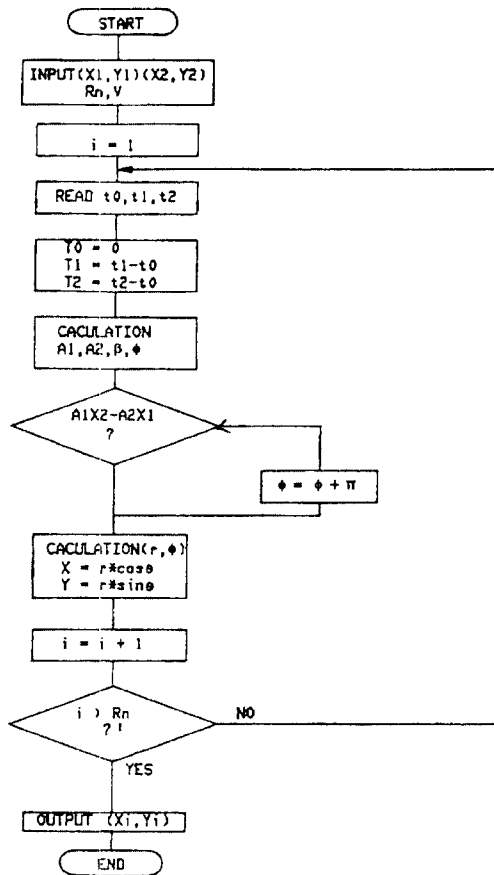 START
INPUT(X1,Y1)(X2,Y2)
Rn,V
i = 1
READ t0,t1,t2
T0 = 0
T1 = t1-t0
T2 = t2-t0
CACULATION
A1,A2,β,ϕ
A1X2-A2X1
?
ϕ = ϕ + π
CACULATION(r,ϕ)
X = r*cosθ
Y = r*sinθ
i = i + 1
i > Rn
?
NO
YES
OUTPUT (Xi,Yi)
END